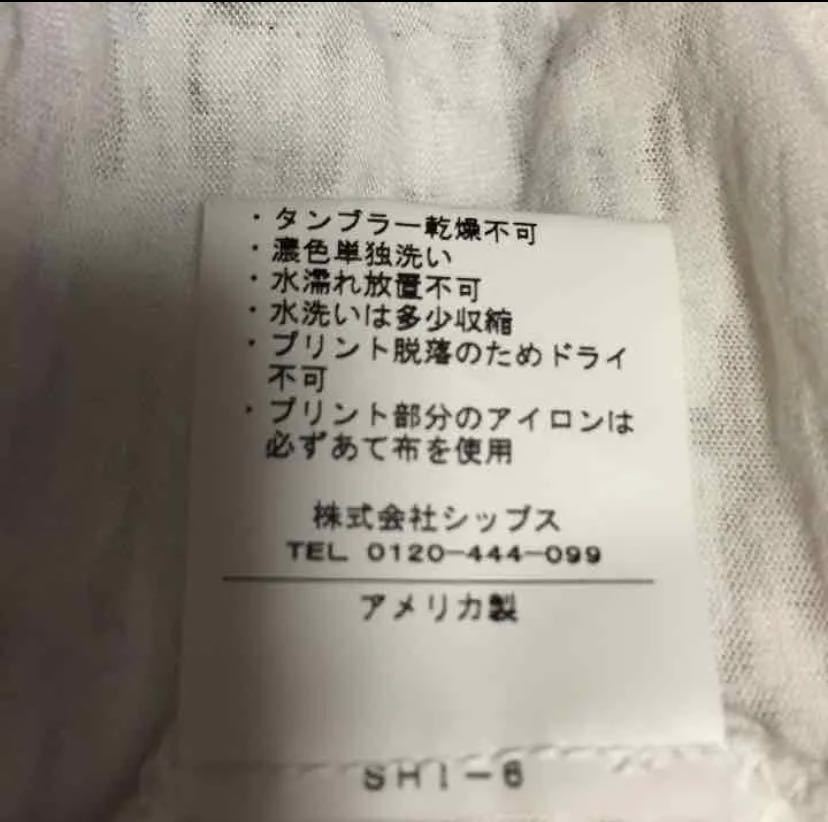 ・タンブラー乾燥不可
・濃色単独洗い
・水濡れ放置不可
・水洗いは多少収縮
・プリント脱落のためドライ
不可
・プリント部分のアイロンは
必ずあて布を使用
株式会社シップス
TEL 0120-444-099
アメリカ製
SHI-6